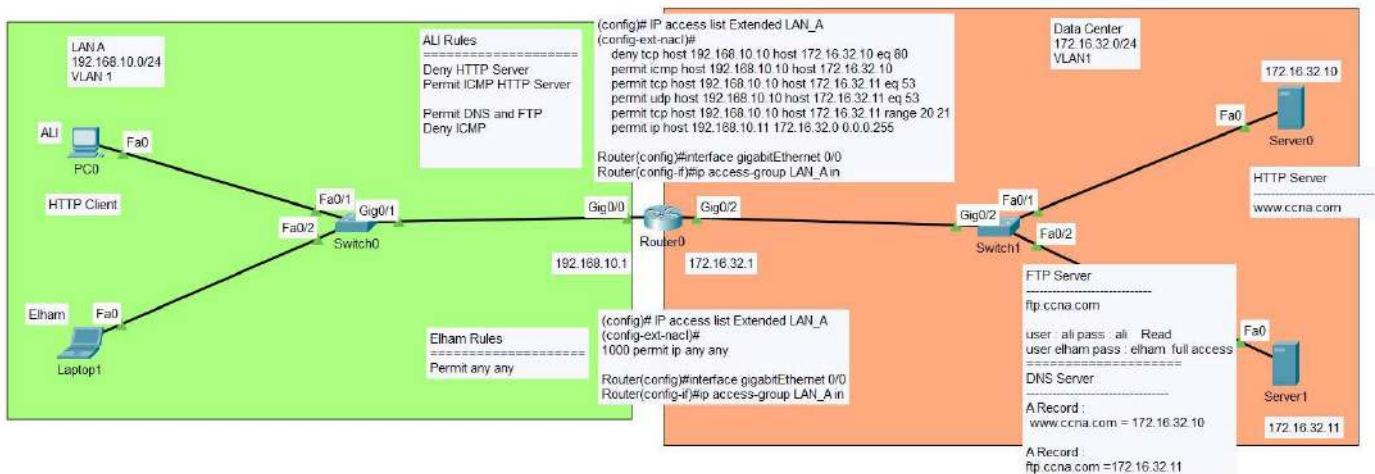 LAN A
192.168.10.0/24
VLAN 1
ALI
Fa0
PC0
HTTP Client
Fa0/1
Gig0/1
Fa0/2
Switch0
Elham
Fa0
Laptop1
ALI Rules
=====================
Deny HTTP Server
Permit ICMP HTTP Server
Permit DNS and FTP
Deny ICMP
(config)# IP access list Extended LAN_A
(config-ext-nacl)#
deny tcp host 192.168.10.10 host 172.16.32.10 eq 80
permit icmp host 192.168.10.10 host 172.16.32.10
permit tcp host 192.168.10.10 host 172.16.32.11 eq 53
permit udp host 192.168.10.10 host 172.16.32.11 eq 53
permit tcp host 192.168.10.10 host 172.16.32.11 range 20 21
permit ip host 192.168.10.11 172.16.32.0 0.0.0.255
Router(config)#interface gigabitEthernet 0/0
Router(config-if)#ip access-group LAN_A in
Gig0/0
Gig0/2
Router0
192.168.10.1
172.16.32.1
Elham Rules
=====================
Permit any any
(config)# IP access list Extended LAN_A
(config-ext-nacl)#
1000 permit ip any any
Router(config)#interface gigabitEthernet 0/0
Router(config-if)#ip access-group LAN_A in
Data Center
172.16.32.0/24
VLAN1
172.16.32.10
Fa0
Server0
HTTP Server
-----------------------------
www.ccna.com
Gig0/2
Fa0/1
Fa0/2
Switch1
FTP Server
-----------------------------
ftp.ccna.com
user : ali pass : ali Read
user elham pass : elham full access
=====================
DNS Server
-----------------------------
A Record :
www.ccna.com = 172.16.32.10
A Record :
ftp.ccna.com =172.16.32.11
Fa0
Server1
172.16.32.11